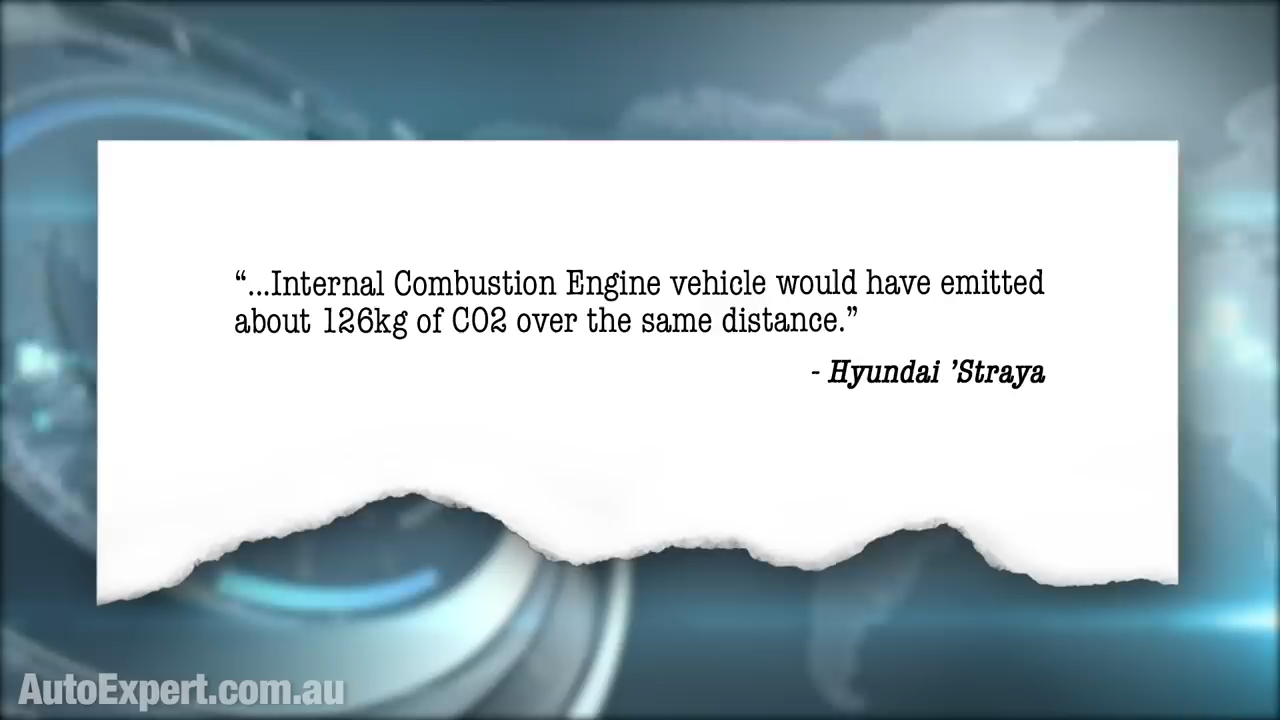 “...Internal Combustion Engine vehicle would have emitted
about 126kg of CO2 over the same distance.”
- Hyundai ’Straya
AutoExpert.com.au